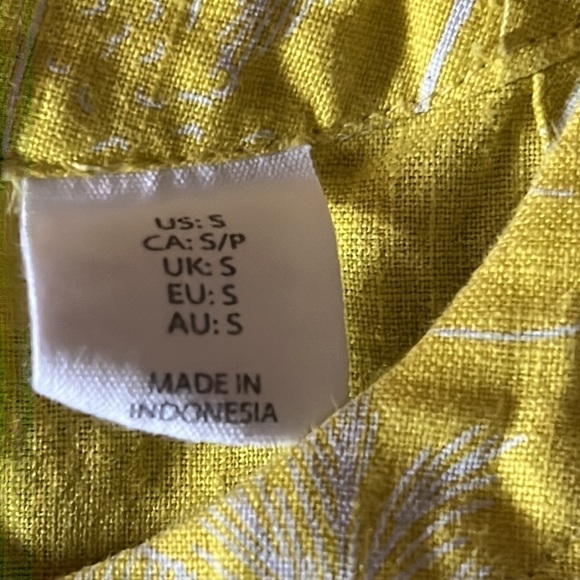 US: S
CA: S/P
UK: S
EU: S
AU: S
MADE IN
INDONESIA